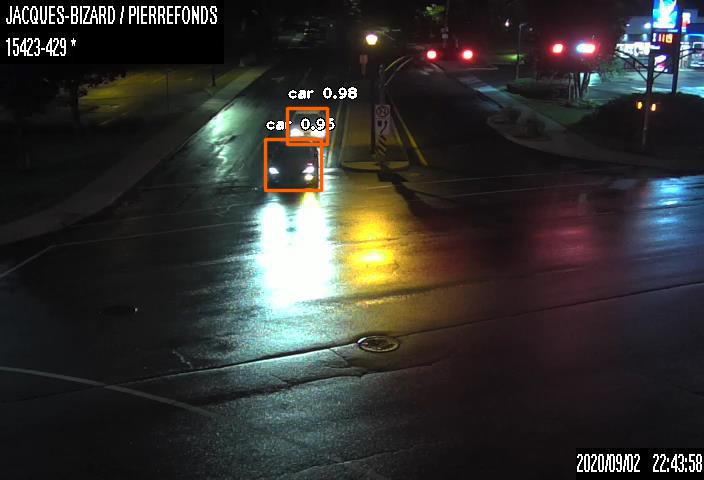 JACQUES-BIZARD / PIERREFONDS
15423-429 *
car 0.98
car 0.95
2020/09/02 22:43:58